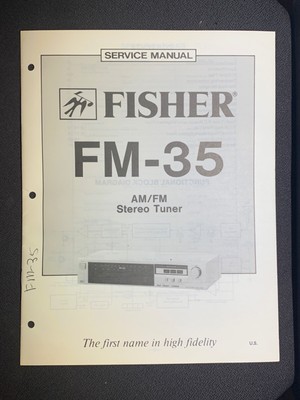 SERVICE MANUAL
FISHER®
FM-35
AM/FM
Stereo Tuner
FM-35
The first name in high fidelity
U.S.